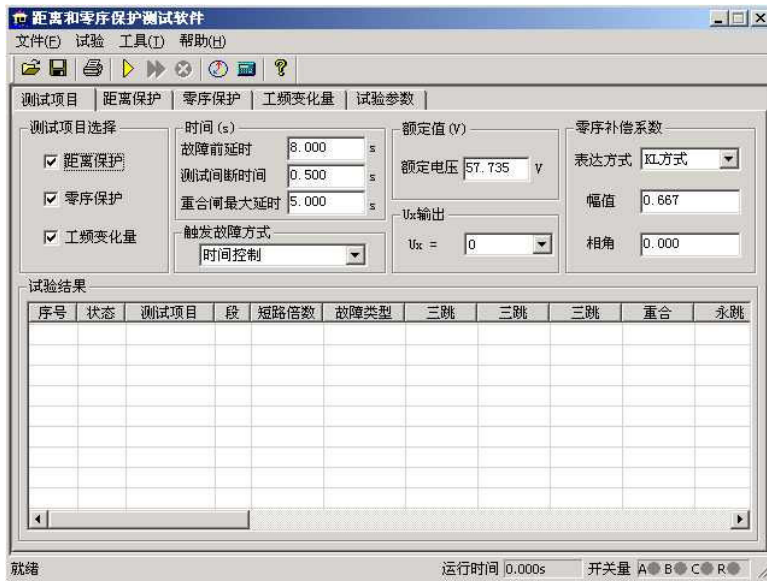 距离和零序保护测试软件
文件(F) 试验 工具(T) 帮助(H)
测试项目 距离保护 零序保护 工频变化量 试验参数
测试项目选择
距离保护
零序保护
工频变化量
时间(s)
故障前延时 8.000 s
测试间断时间 0.500 s
重合闸最大延时 5.000 s
触发故障方式
时间控制
额定值(V)
额定电压 57.735 V
Ux输出
Ux = 0
零序补偿系数
表达方式 KL方式
幅值 0.667
相角 0.000
试验结果
序号 状态 测试项目 段 短路倍数 故障类型 三跳 三跳 三跳 重合 永跳
就绪 运行时间 0.000s 开关量 A B C R